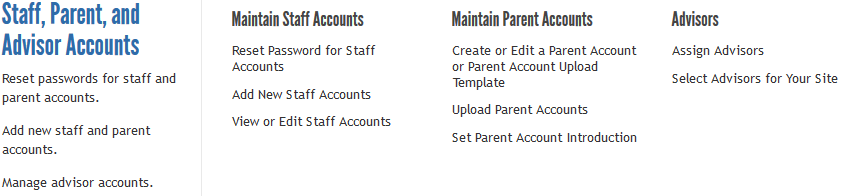 Staff, Parent, and
Advisor Accounts
Reset passwords for staff and
parent accounts.
Add new staff and parent
accounts.
Manage advisor accounts.
Maintain Staff Accounts
Reset Password for Staff
Accounts
Add New Staff Accounts
View or Edit Staff Accounts
Maintain Parent Accounts
Create or Edit a Parent Account
or Parent Account Upload
Template
Upload Parent Accounts
Set Parent Account Introduction
Advisors
Assign Advisors
Select Advisors for Your Site